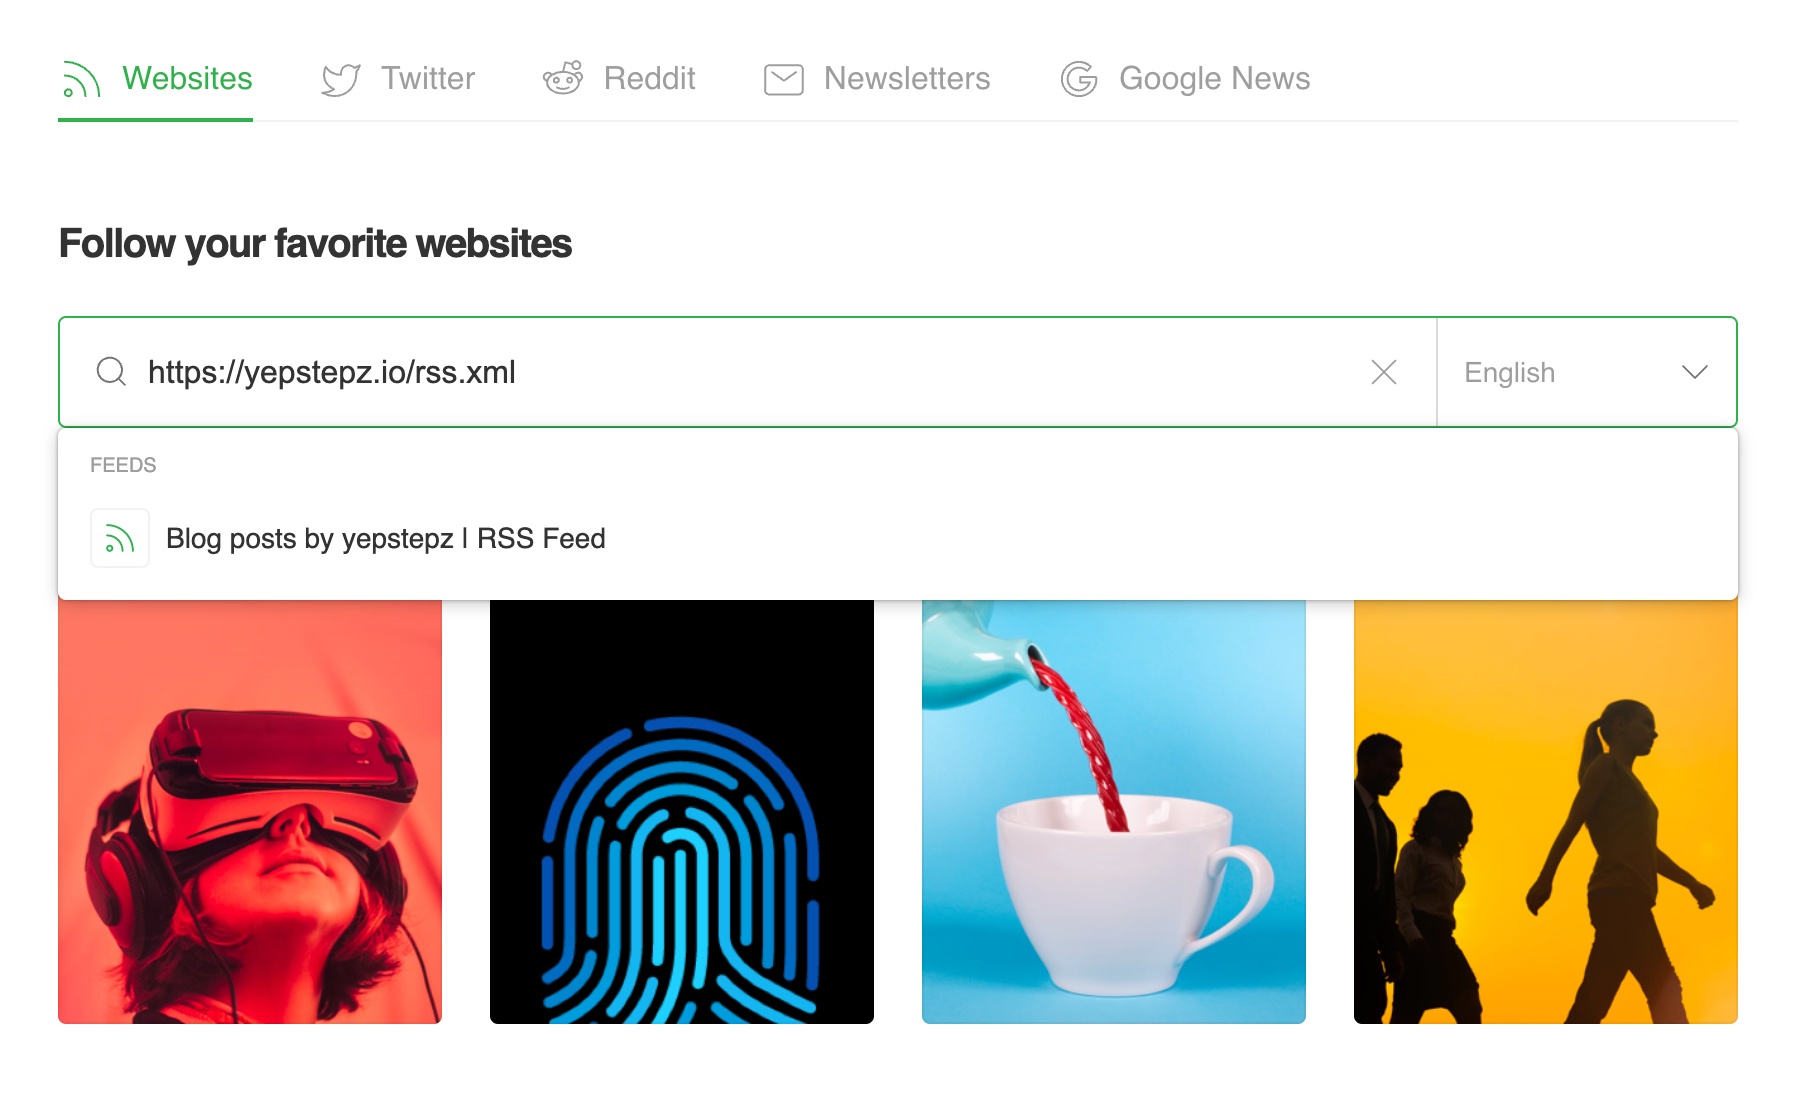 Websites Twitter Reddit Newsletters Google News
Follow your favorite websites
https://yepstepz.io/rss.xml English
FEEDS
Blog posts by yepstepz | RSS Feed